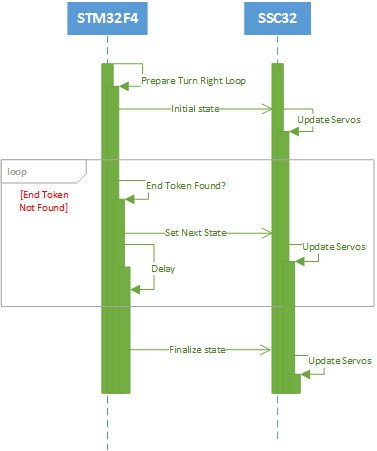 STM32F4
SSC32
Prepare Turn Right Loop
Initial state
Update Servos
loop
[End Token
Not Found]
End Token Found?
Set Next State
Update Servos
Delay
Finalize state
Update Servos